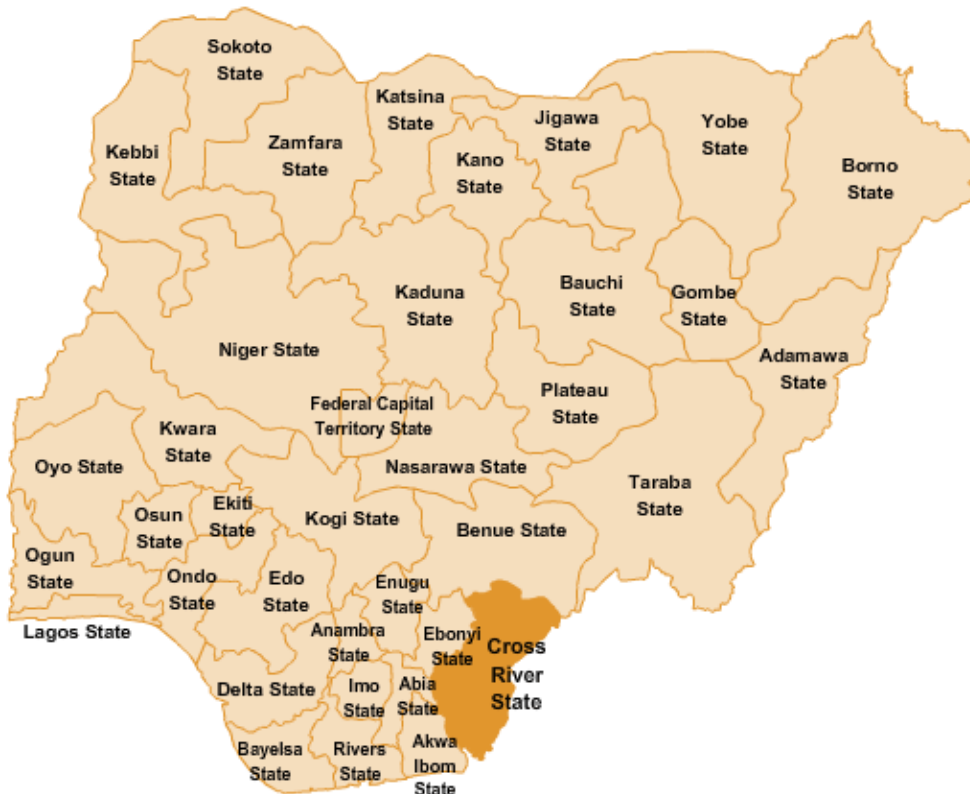 Sokoto
State
Katsina
State
Jigawa
State
Yobe
State
Kebbi
State
Zamfara
State
Kano
State
Borno
State
Kaduna
State
Bauchi
State
Gombe
State
Niger State
Adamawa
State
Plateau
State
Federal Capital
Territory State
Kwara
State
Oyo State
Nasarawa State
Taraba
State
Osun
State
Ekiti
State
Kogi State
Benue State
Ogun
State
Ondo
State
Edo
State
Enugu
State
Lagos State
Anambra
State
Ebonyi
State
Cross
River
State
Delta State
Imo
State
Abia
State
Bayelsa
State
Rivers
State
Akwa
Ibom
State